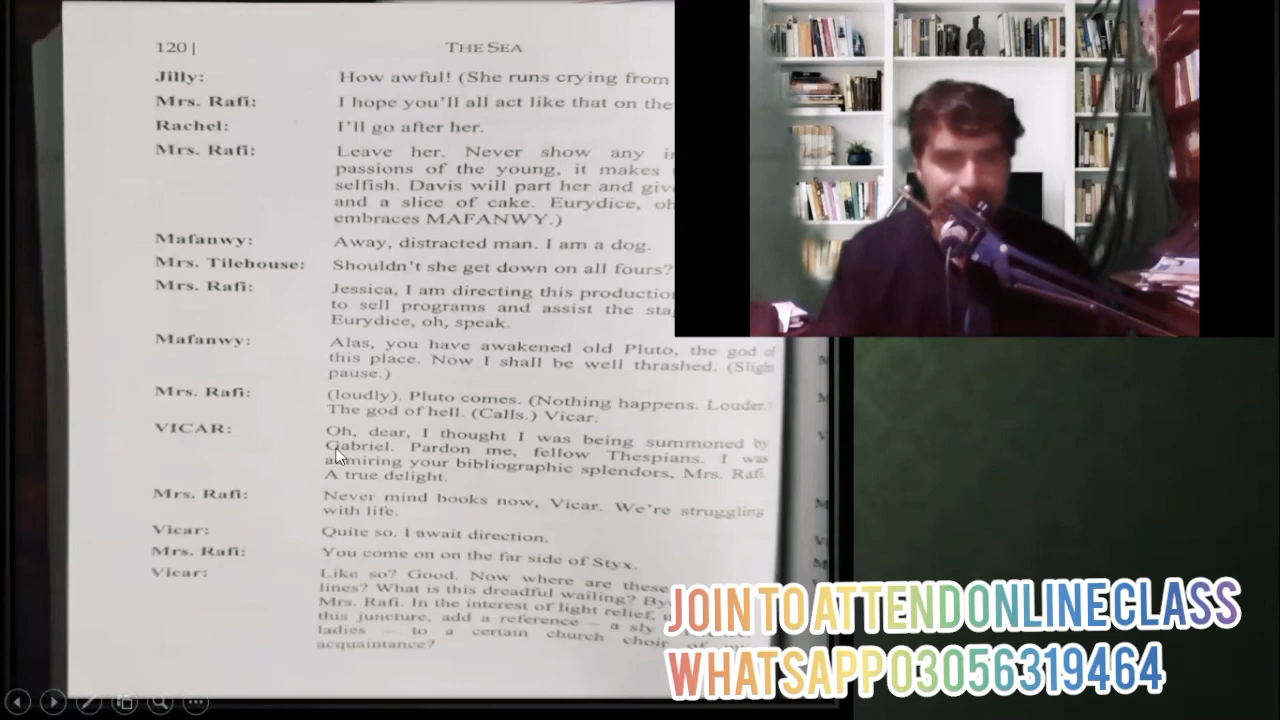 120 | THE SEA
Jilly: How awful! (She runs crying from
Mrs. Rafi: I hope you'll all act like that on the
Rachel: I'll go after her.
Mrs. Rafi: Leave her. Never show any
passions of the young, it makes
selfish. Davis will part her and
and a slice of cake. Eurydice,
embraces MAFANWY.)
Mafanwy: Away, distracted man. I am a dog.
Mrs. Tilehouse: Shouldn't she get down on all fours?
Mrs. Rafi: Jessica, I am directing this
to sell programs and assist the
Eurydice, oh, speak.
Mafanwy: Alas, you have awakened old Pluto, the god of
this place. Now I shall be well thrashed. (Slight
pause.)
Mrs. Rafi: (loudly). Pluto comes. (Nothing happens. Louder.)
The god of hell. (Calls.) Vicar.
VICAR: Oh, dear, I thought I was being summoned by
Gabriel. Pardon me, fellow Thespians. I was
admiring your bibliographic splendors, Mrs. Rafi.
A true delight.
Mrs. Rafi: Never mind books now, Vicar. We're struggling
with life.
Vicar: Quite so. I await direction.
Mrs. Rafi: You come on on the far side of Styx.
Vicar: Like so? Good. Now where are these
lines? What is this dreadful wailing?
Mrs. Rafi. In the interest of light relief,
this juncture, add a reference – a sly
ladies – to a certain church choir of
acquaintance?
JOIN TO ATTEND ONLINE CLASS
WHATSAPP 03056319464